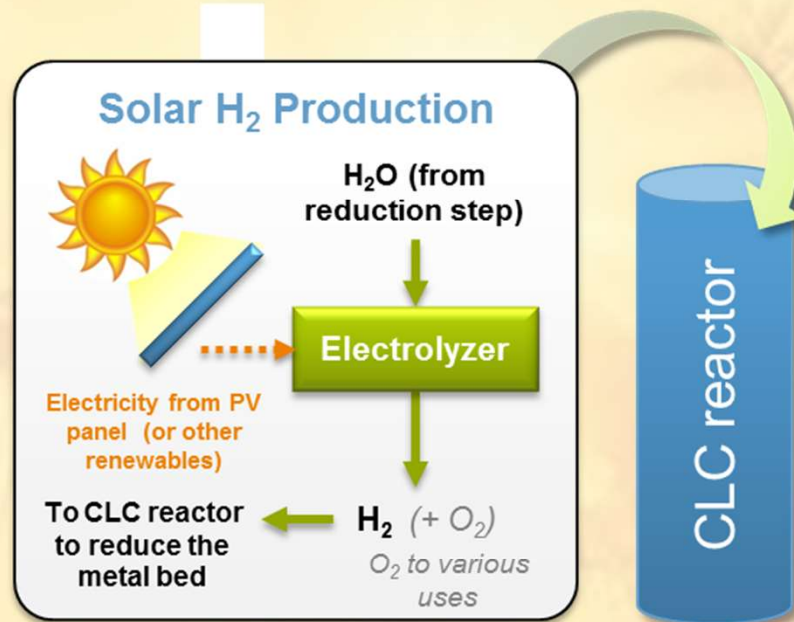 Solar H₂ Production
H₂O (from
reduction step)
Electrolyzer
Electricity from PV
panel (or other
renewables)
To CLC reactor
to reduce the
metal bed
H₂ (+ O₂)
O₂ to various
uses
CLC reactor